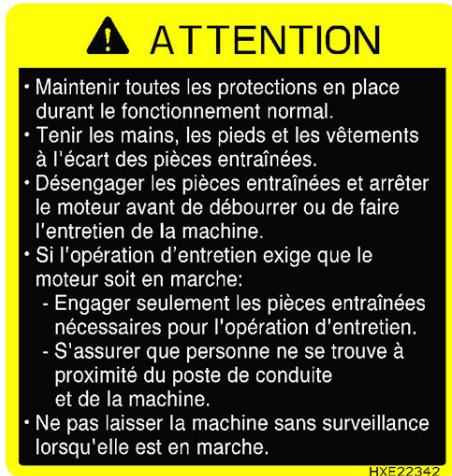 ATTENTION
• Maintenir toutes les protections en place
durant le fonctionnement normal.
• Tenir les mains, les pieds et les vêtements
à l'écart des pièces entraînées.
• Désengager les pièces entraînées et arrêter
le moteur avant de débourrer ou de faire
l'entretien de la machine.
• Si l'opération d'entretien exige que le
moteur soit en marche:
- Engager seulement les pièces entraînées
nécessaires pour l'opération d'entretien.
- S'assurer que personne ne se trouve à
proximité du poste de conduite
et de la machine.
• Ne pas laisser la machine sans surveillance
lorsqu'elle est en marche.
HXE22342